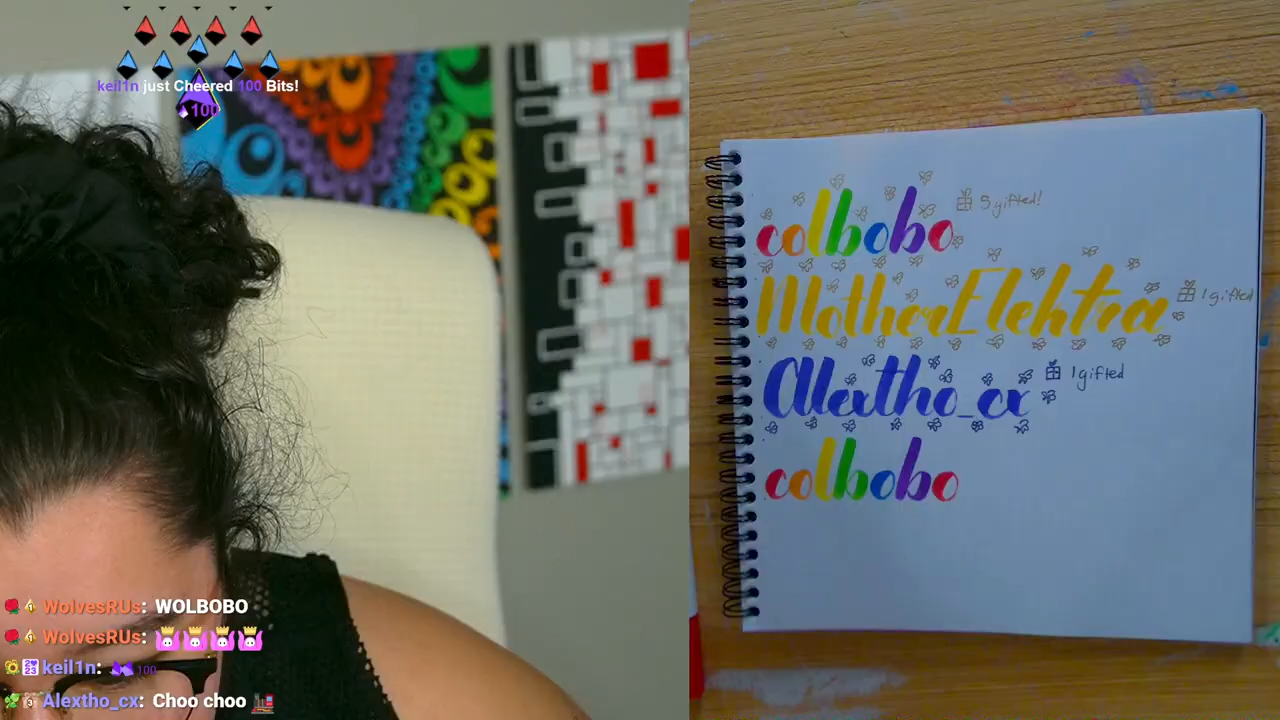 keil1n just Cheered 100 Bits!
100
WolvesRUs: WOLBOBO
WolvesRUs:
keil1n: 100
Alextho_cx: Choo choo
colbobo 5 gifted!
MotherElektra 1 gifted
Alextho_cx 1 gifted
colbobo